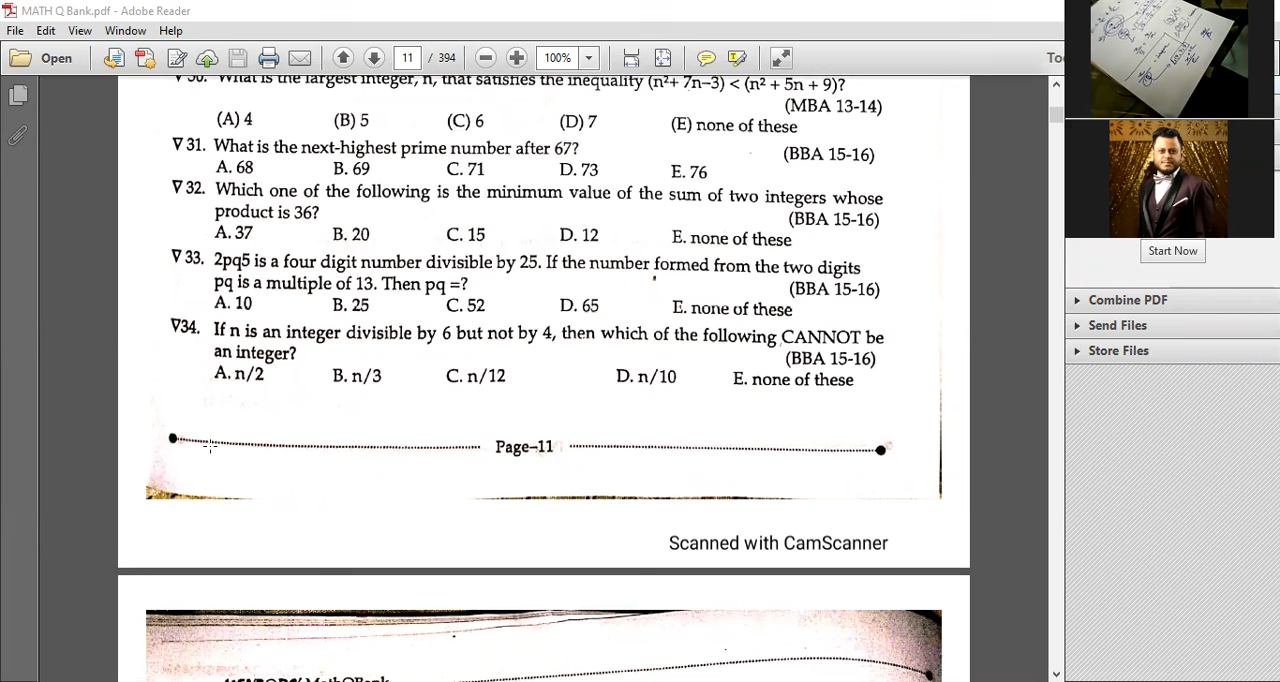 MATH Q Bank.pdf - Adobe Reader
File Edit View Window Help
Open 11 / 394 100%
What is the largest integer, n, that satisfies the inequality (n²+ 7n–3) < (n² + 5n + 9)?
(MBA 13-14)
(A) 4 (B) 5 (C) 6 (D) 7 (E) none of these
∇ 31. What is the next-highest prime number after 67? (BBA 15-16)
A. 68 B. 69 C. 71 D. 73 E. 76
∇ 32. Which one of the following is the minimum value of the sum of two integers whose
product is 36? (BBA 15-16)
A. 37 B. 20 C. 15 D. 12 E. none of these
∇ 33. 2pq5 is a four digit number divisible by 25. If the number formed from the two digits
pq is a multiple of 13. Then pq =? (BBA 15-16)
A. 10 B. 25 C. 52 D. 65 E. none of these
∇34. If n is an integer divisible by 6 but not by 4, then which of the following CANNOT be
an integer? (BBA 15-16)
A. n/2 B. n/3 C. n/12 D. n/10 E. none of these
Page–11
Scanned with CamScanner
Start Now
Combine PDF
Send Files
Store Files